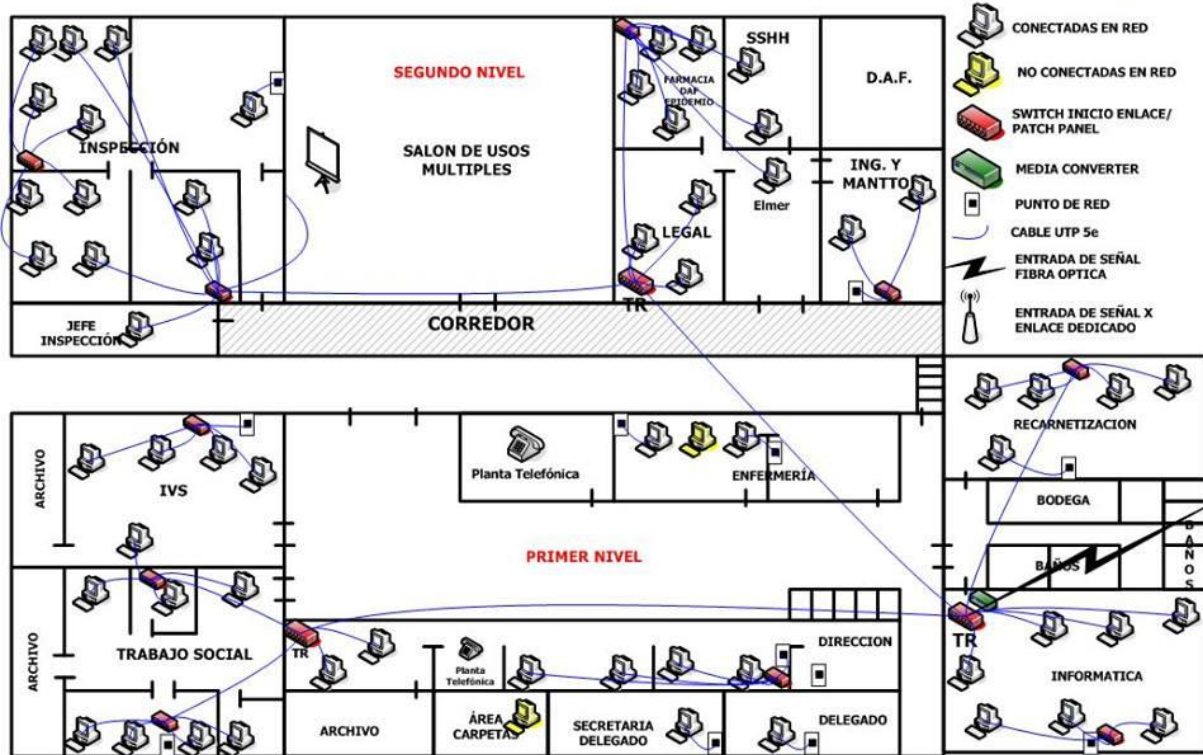 SEGUNDO NIVEL
SALON DE USOS
MULTIPLES
INSPECCIÓN
JEFE
INSPECCIÓN
CORREDOR
SSHH
FARMACIA
DAF
EPIDEMIO
D.A.F.
ING. Y
MANTTO
Elmer
LEGAL
TR
CONECTADAS EN RED
NO CONECTADAS EN RED
SWITCH INICIO ENLACE/
PATCH PANEL
MEDIA CONVERTER
PUNTO DE RED
CABLE UTP 5e
ENTRADA DE SEÑAL
FIBRA OPTICA
ENTRADA DE SEÑAL X
ENLACE DEDICADO
ARCHIVO
IVS
Planta Telefónica
ENFERMERÍA
RECARNETIZACION
BODEGA
BAÑOS
BAÑOS
PRIMER NIVEL
ARCHIVO
TRABAJO SOCIAL
TR
Planta
Telefónica
DIRECCION
TR
INFORMATICA
ARCHIVO
ÁREA
CARPETAS
SECRETARIA
DELEGADO
DELEGADO